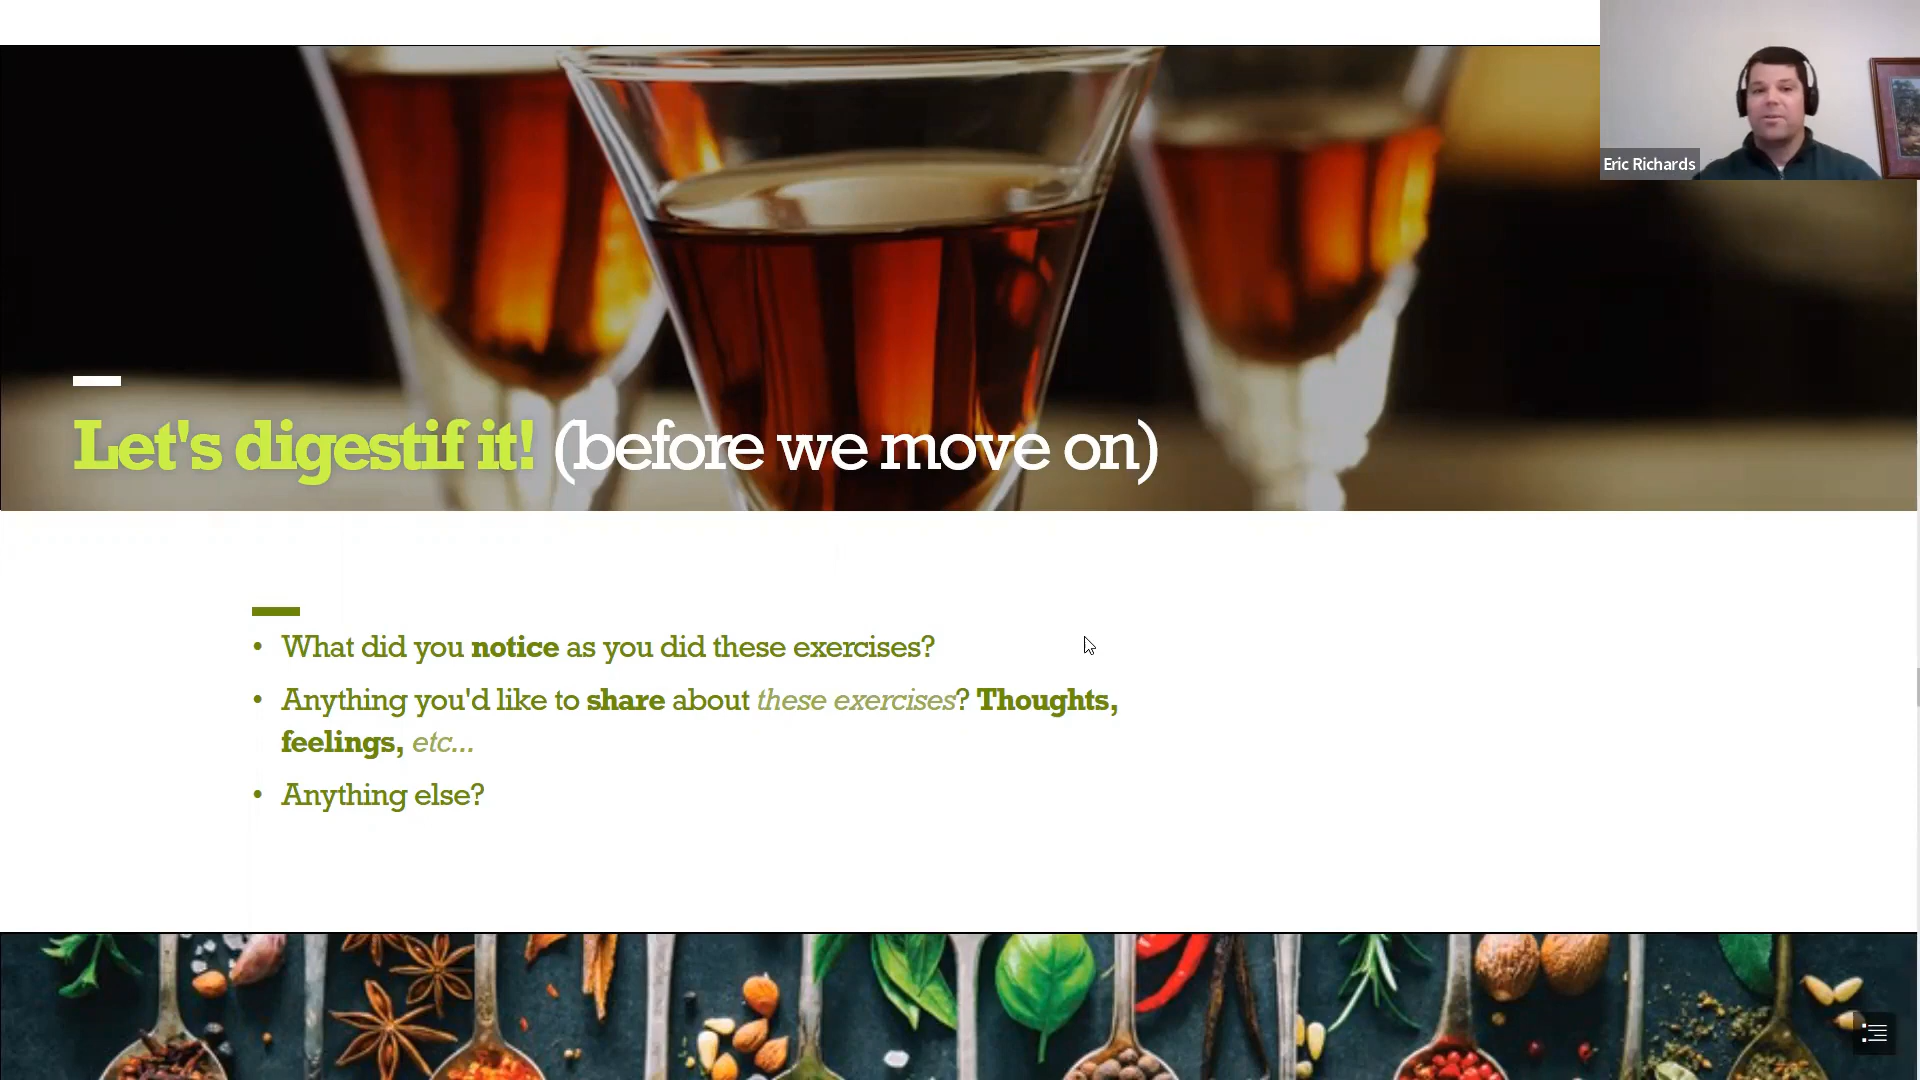 Eric Richards
Let's digestif it! (before we move on)
• What did you notice as you did these exercises?
• Anything you'd like to share about these exercises? Thoughts,
feelings, etc...
• Anything else?